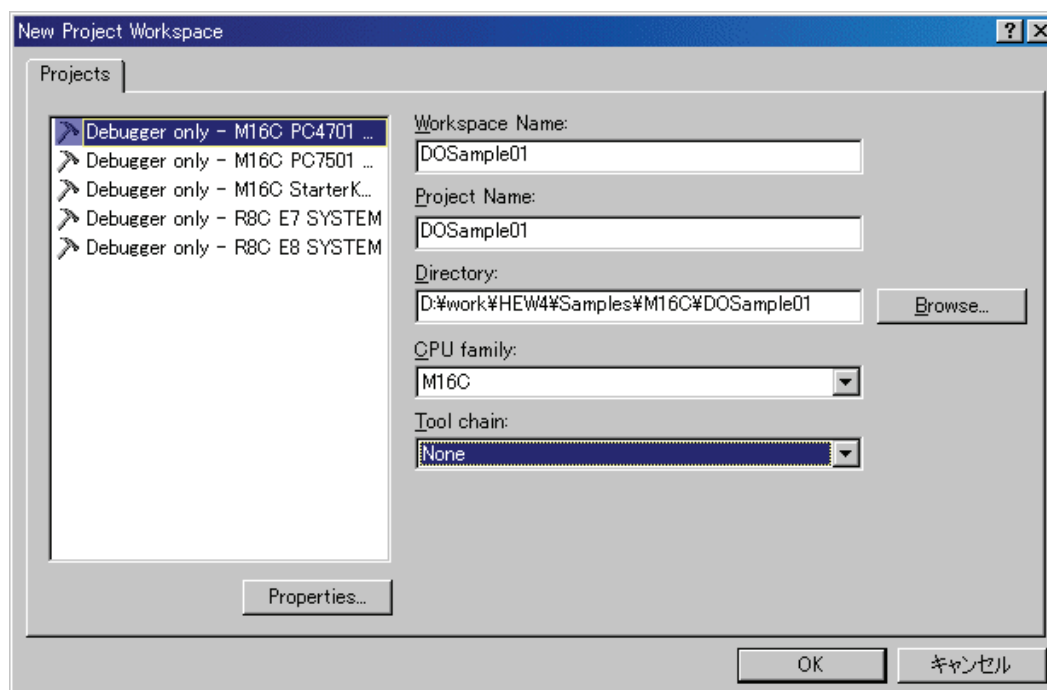 New Project Workspace
Projects
Debugger only - M16C PC4701 ...
Debugger only - M16C PC7501 ...
Debugger only - M16C StarterK...
Debugger only - R8C E7 SYSTEM
Debugger only - R8C E8 SYSTEM
Properties...
Workspace Name:
DOSample01
Project Name:
DOSample01
Directory:
D:¥work¥HEW4¥Samples¥M16C¥DOSample01
Browse...
CPU family:
M16C
Tool chain:
None
OK
キャンセル